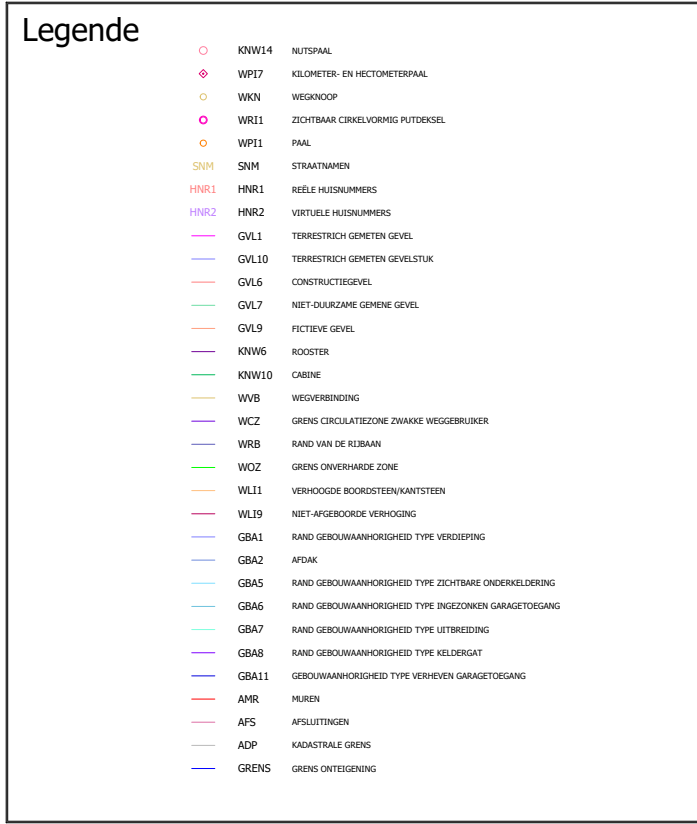 Legende
KNW14 NUTSPAAL
WPI7 KILOMETER- EN HECTOMETERPAAL
WKN WEGKNOOP
WRI1 ZICHTBAAR CIRKELVORMIG PUTDEKSEL
WPI1 PAAL
SNM SNM STRAATNAMEN
HNR1 HNR1 REËLE HUISNUMMERS
HNR2 HNR2 VIRTUELE HUISNUMMERS
GVL1 TERRESTRICH GEMETEN GEVEL
GVL10 TERRESTRICH GEMETEN GEVELSTUK
GVL6 CONSTRUCTIEGEVEL
GVL7 NIET-DUURZAME GEMENE GEVEL
GVL9 FICTIEVE GEVEL
KNW6 ROOSTER
KNW10 CABINE
WVB WEGVERBINDING
WCZ GRENS CIRCULATIEZONE ZWAKKE WEGGEBRUIKER
WRB RAND VAN DE RIJBAAN
WOZ GRENS ONVERHARDE ZONE
WLI1 VERHOOGDE BOORDSTEEN/KANTSTEEN
WLI9 NIET-AFGEBOORDE VERHOGING
GBA1 RAND GEBOUWAANHORIGHEID TYPE VERDIEPING
GBA2 AFDAK
GBA5 RAND GEBOUWAANHORIGHEID TYPE ZICHTBARE ONDERKELDERING
GBA6 RAND GEBOUWAANHORIGHEID TYPE INGEZONKEN GARAGETOEGANG
GBA7 RAND GEBOUWAANHORIGHEID TYPE UITBREIDING
GBA8 RAND GEBOUWAANHORIGHEID TYPE KELDERGAT
GBA11 GEBOUWAANHORIGHEID TYPE VERHEVEN GARAGETOEGANG
AMR MUREN
AFS AFSLUITINGEN
ADP KADASTRALE GRENS
GRENS GRENS ONTEIGENING